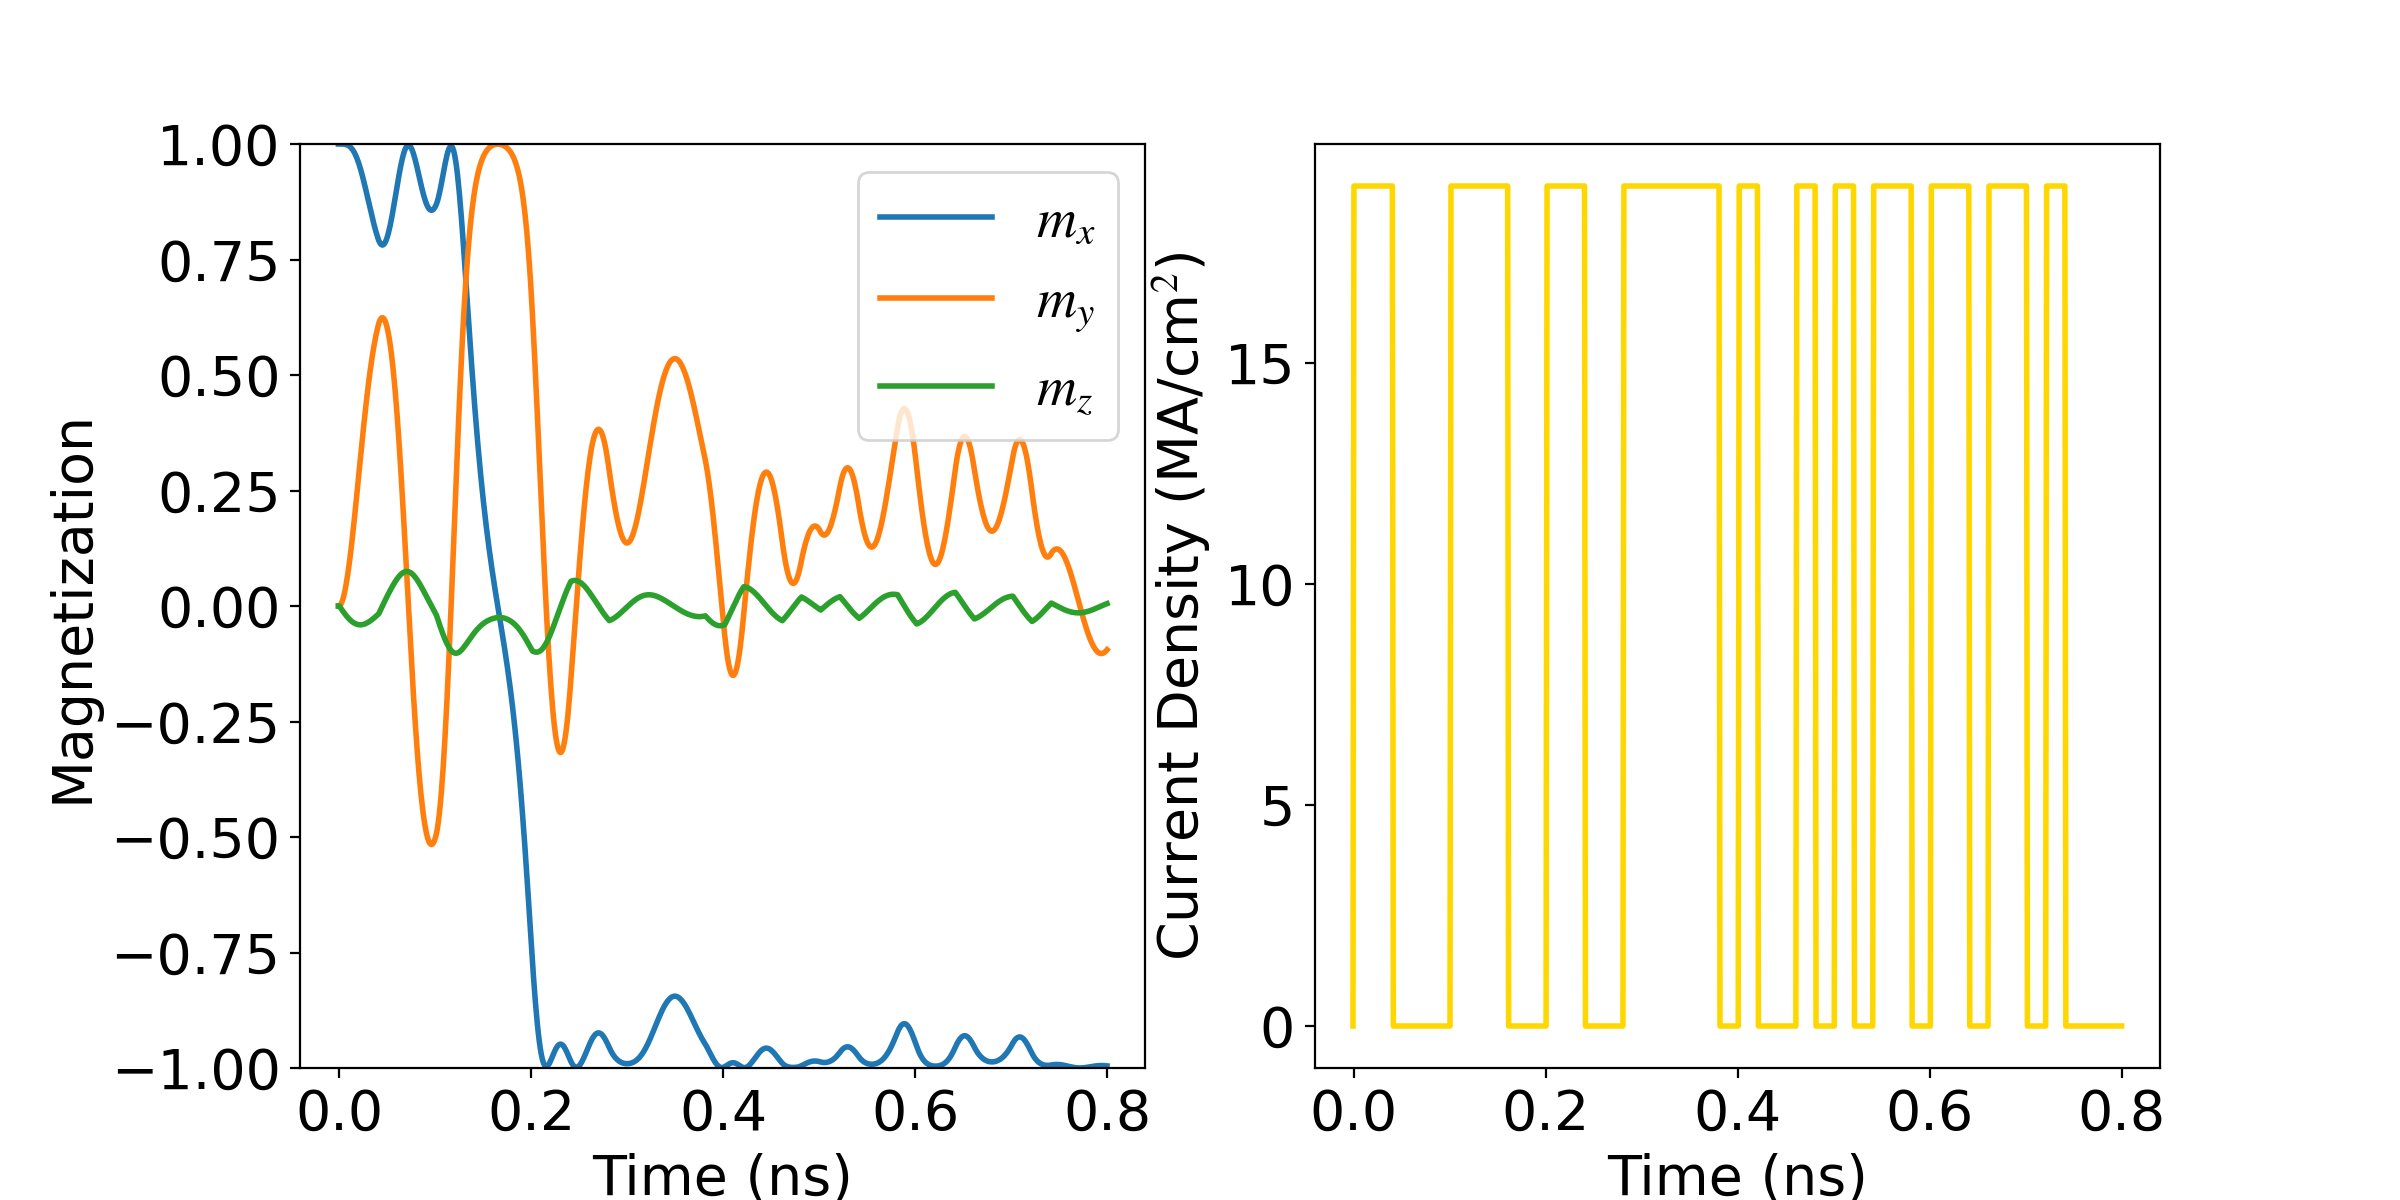 Magnetization
1.00
0.75
0.50
0.25
0.00
−0.25
−0.50
−0.75
−1.00
0.0 0.2 0.4 0.6 0.8
Time (ns)
m_x
m_y
m_z
Current Density (MA/cm²)
15
10
5
0
0.0 0.2 0.4 0.6 0.8
Time (ns)